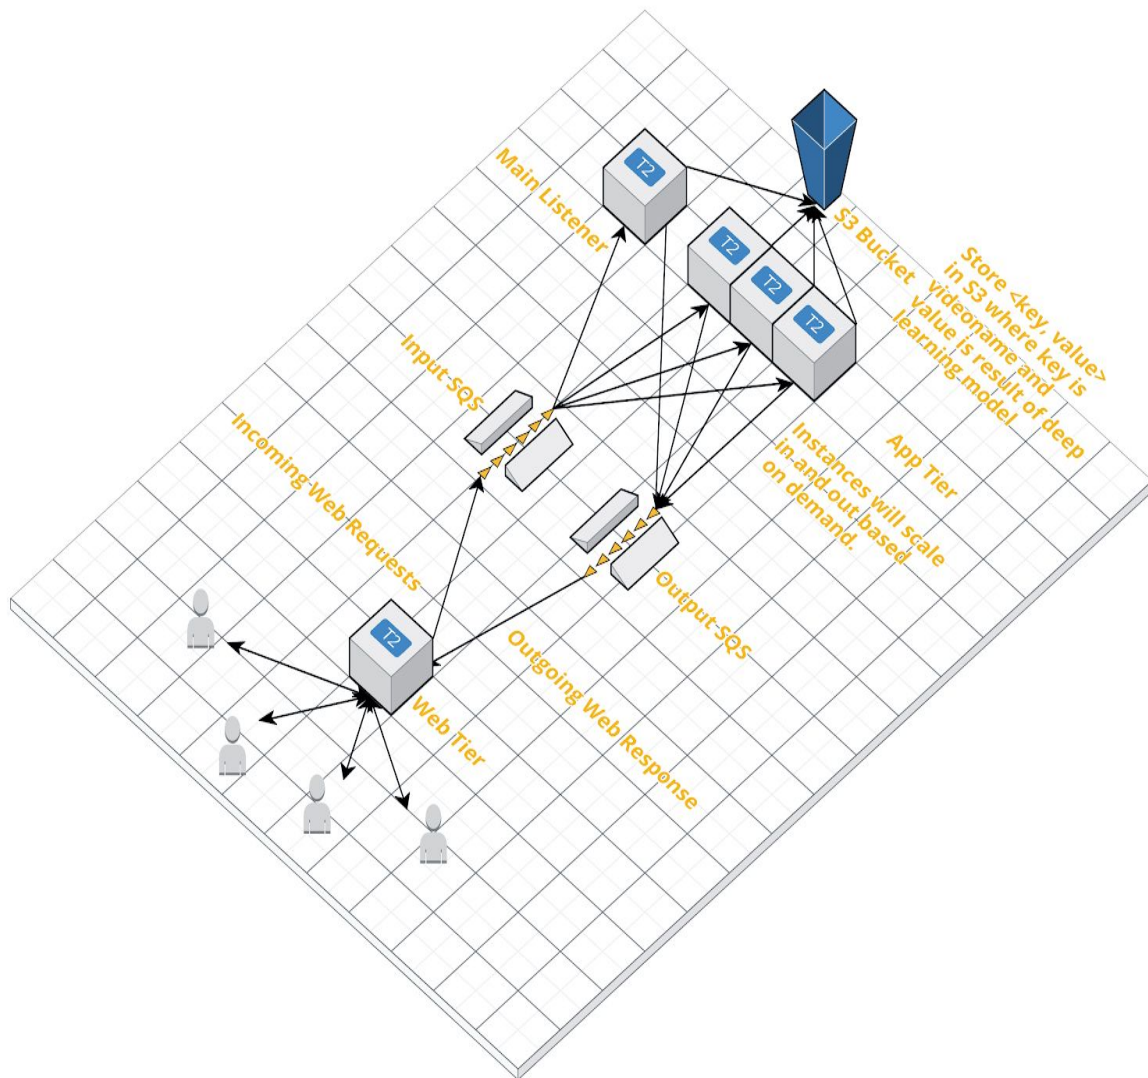 T2
Main Listener
S3 Bucket
T2
T2
T2
Store <key, value>
in S3 where key is
videoname and
value is result of deep
learning model
Input SQS
App Tier
Instances will scale
in and out based
on demand.
Incoming Web Requests
Output SQS
T2
Web Tier
Outgoing Web Response